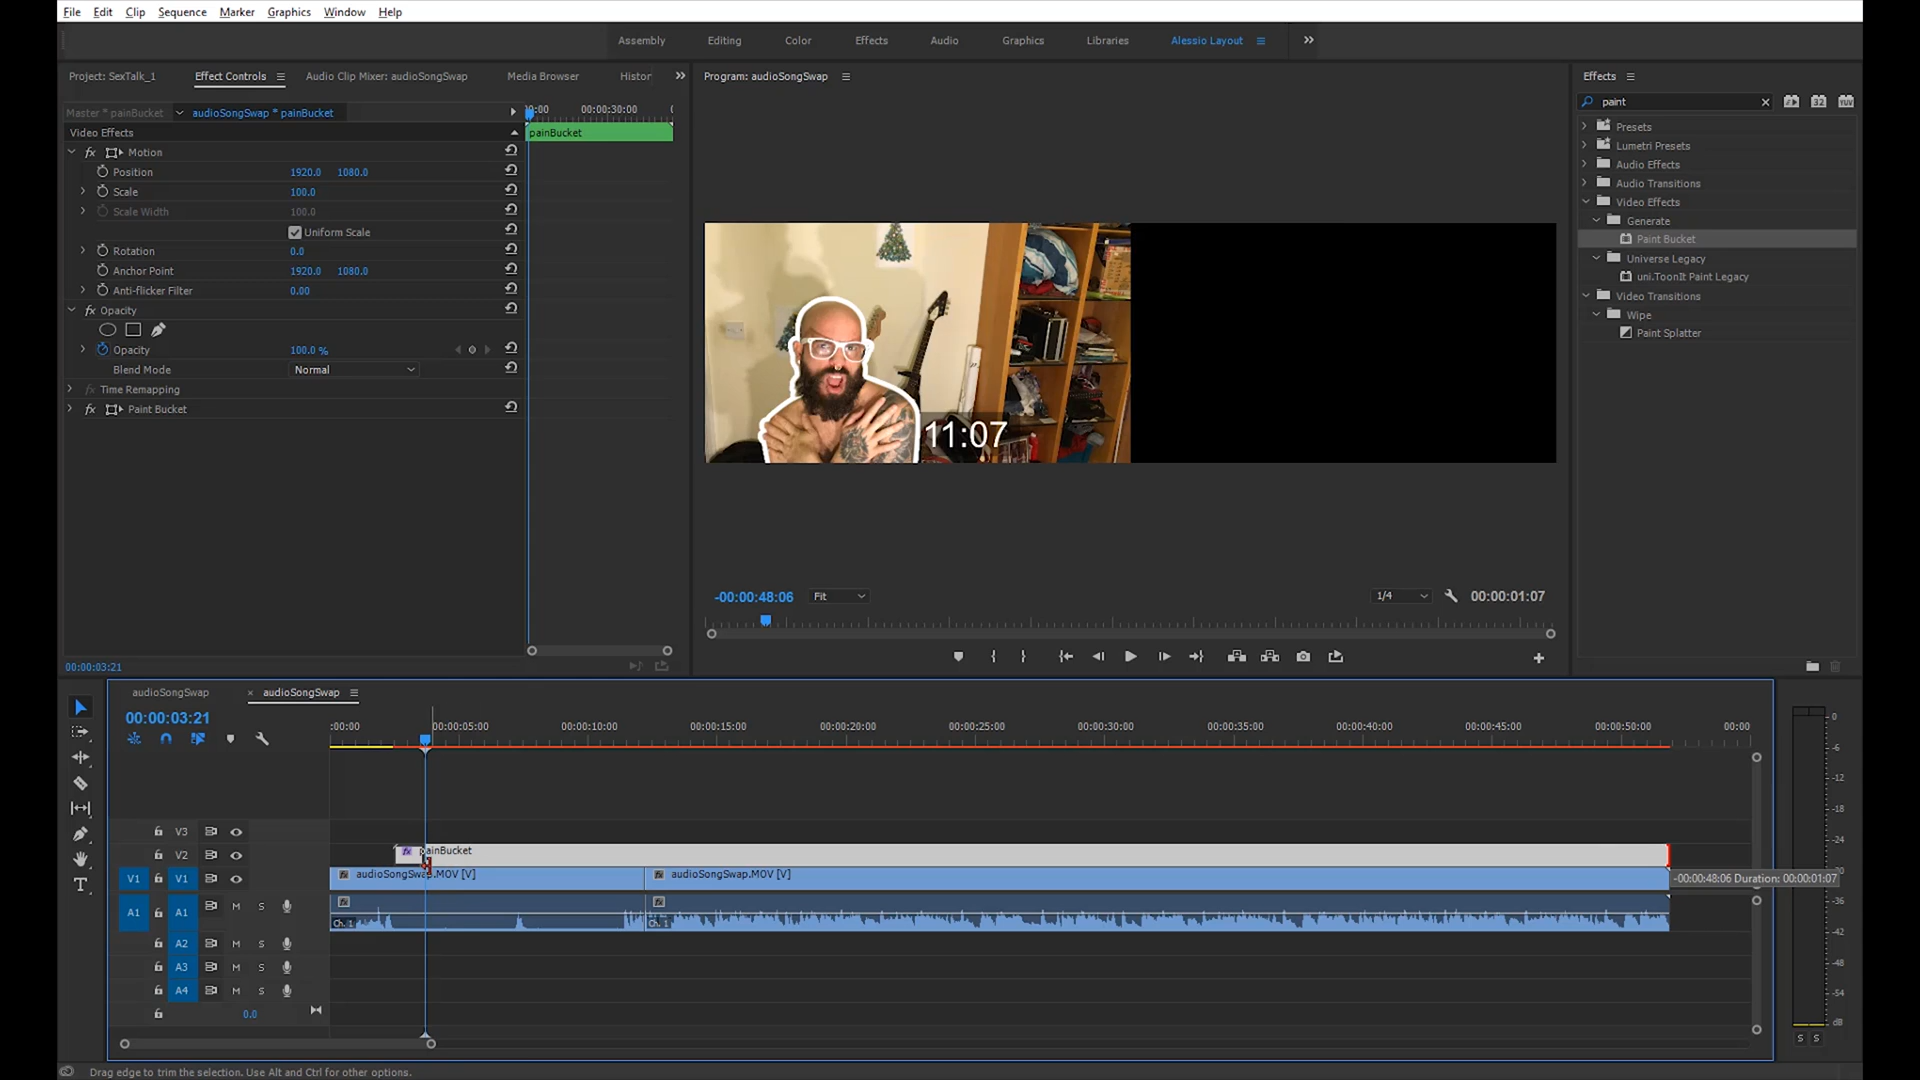 File Edit Clip Sequence Marker Graphics Window Help
Assembly Editing Color Effects Audio Graphics Libraries Alessio Layout
Project: SexTalk_1 Effect Controls Audio Clip Mixer: audioSongSwap Media Browser Histor
Master * painBucket audioSongSwap * painBucket
:00 00:00:30:00
Video Effects
painBucket
Motion
Position 1920.0 1080.0
Scale 100.0
Scale Width 100.0
Uniform Scale
Rotation 0.0
Anchor Point 1920.0 1080.0
Anti-flicker Filter 0.00
Opacity
Opacity 100.0 %
Blend Mode Normal
Time Remapping
Paint Bucket
00:00:03:21
Program: audioSongSwap
11:07
-00:00:48:06 Fit 1/4 00:00:01:07
Effects
paint
32 YUV
Presets
Lumetri Presets
Audio Effects
Audio Transitions
Video Effects
Generate
Paint Bucket
Universe Legacy
uni.ToonIt Paint Legacy
Video Transitions
Wipe
Paint Splatter
audioSongSwap × audioSongSwap
00:00:03:21
:00:00 00:00:05:00 00:00:10:00 00:00:15:00 00:00:20:00 00:00:25:00 00:00:30:00 00:00:35:00 00:00:40:00 00:00:45:00 00:00:50:00 00:00
V3
V2 painBucket
V1 V1 audioSongSwap.MOV [V] audioSongSwap.MOV [V]
-00:00:48:06 Duration: 00:00:01:07
A1 A1 M S
Ch. 1 Ch. 1
A2 M S
A3 M S
A4 M S
0.0
0
-6
-12
-18
-24
-30
-36
-42
-48
-54
dB
S S
Drag edge to trim the selection. Use Alt and Ctrl for other options.